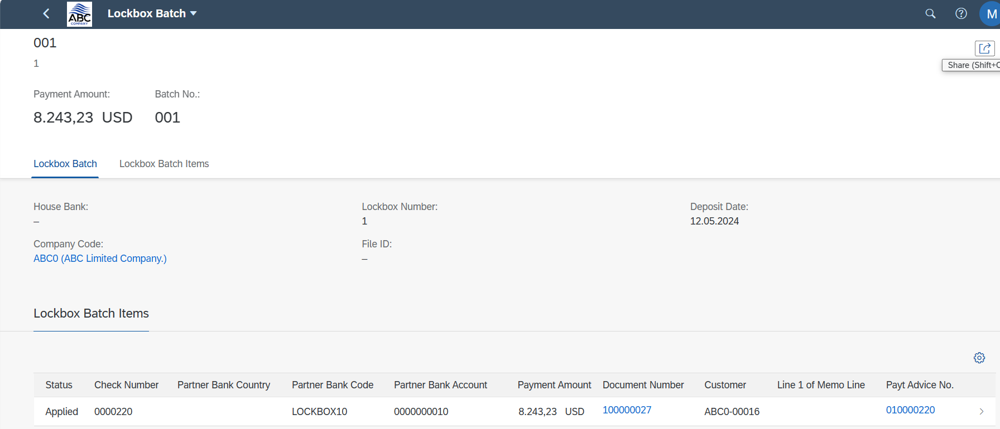 ABC
COMPANY
Lockbox Batch
M
001
1
Share (Shift+C
Payment Amount: Batch No.:
8.243,23 USD 001
Lockbox Batch Lockbox Batch Items
House Bank: Lockbox Number: Deposit Date:
– 1 12.05.2024
Company Code: File ID:
ABC0 (ABC Limited Company.) –
Lockbox Batch Items
Status Check Number Partner Bank Country Partner Bank Code Partner Bank Account Payment Amount Document Number Customer Line 1 of Memo Line Payt Advice No.
Applied 0000220 LOCKBOX10 0000000010 8.243,23 USD 100000027 ABC0-00016 010000220